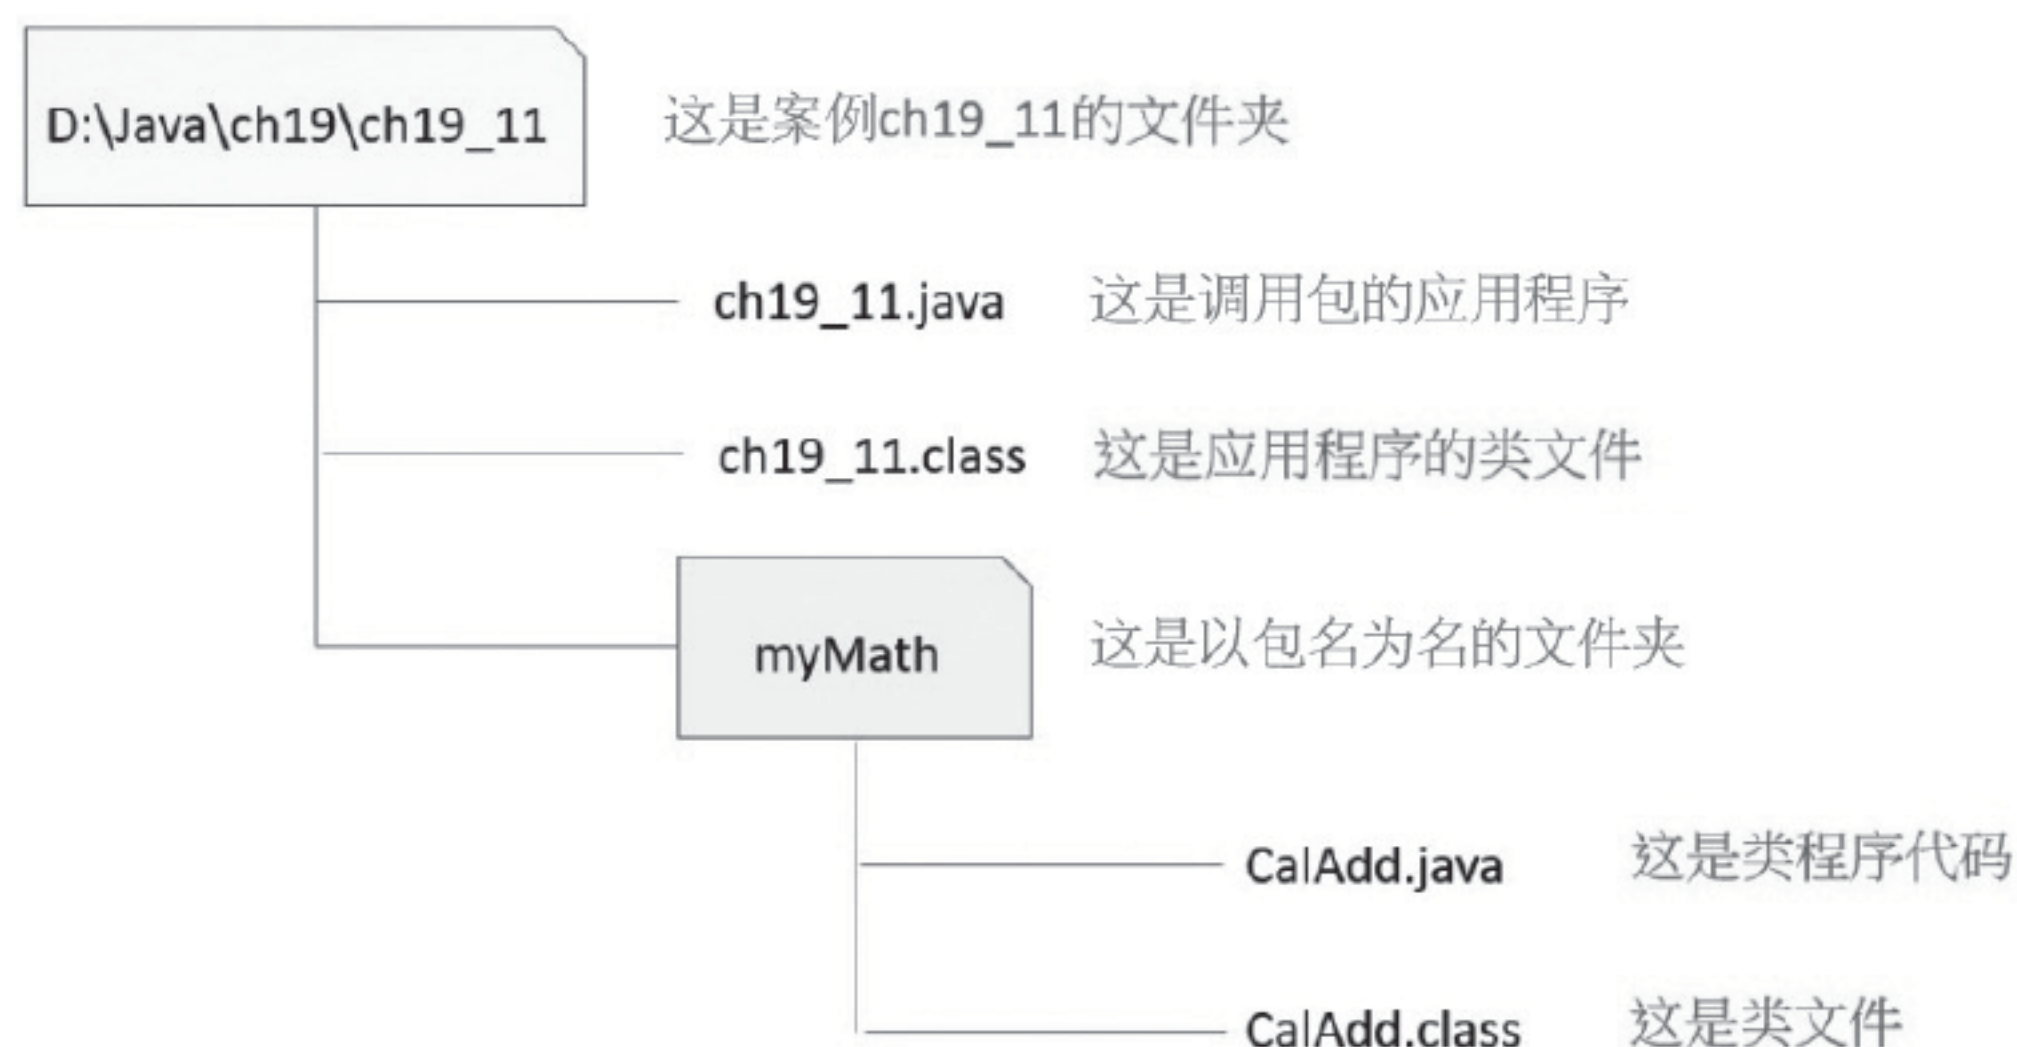 D:\Java\ch19\ch19_11 这是案例ch19_11的文件夹
ch19_11.java 这是调用包的应用程序
ch19_11.class 这是应用程序的类文件
myMath 这是以包名为名的文件夹
CalAdd.java 这是类程序代码
CalAdd.class 这是类文件